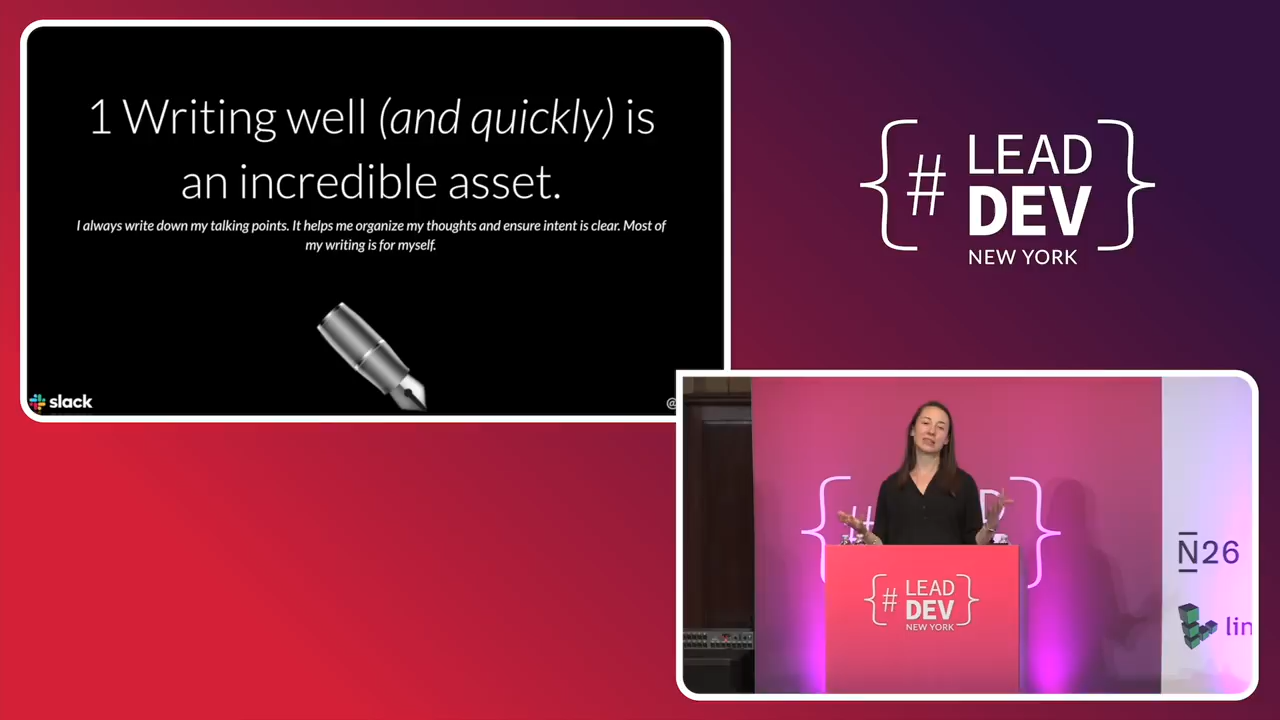 1 Writing well (and quickly) is
an incredible asset.
I always write down my talking points. It helps me organize my thoughts and ensure intent is clear. Most of
my writing is for myself.
slack
@
{# LEAD
DEV}
NEW YORK
{# LEAD
DEV}
NEW YORK
N26
lin